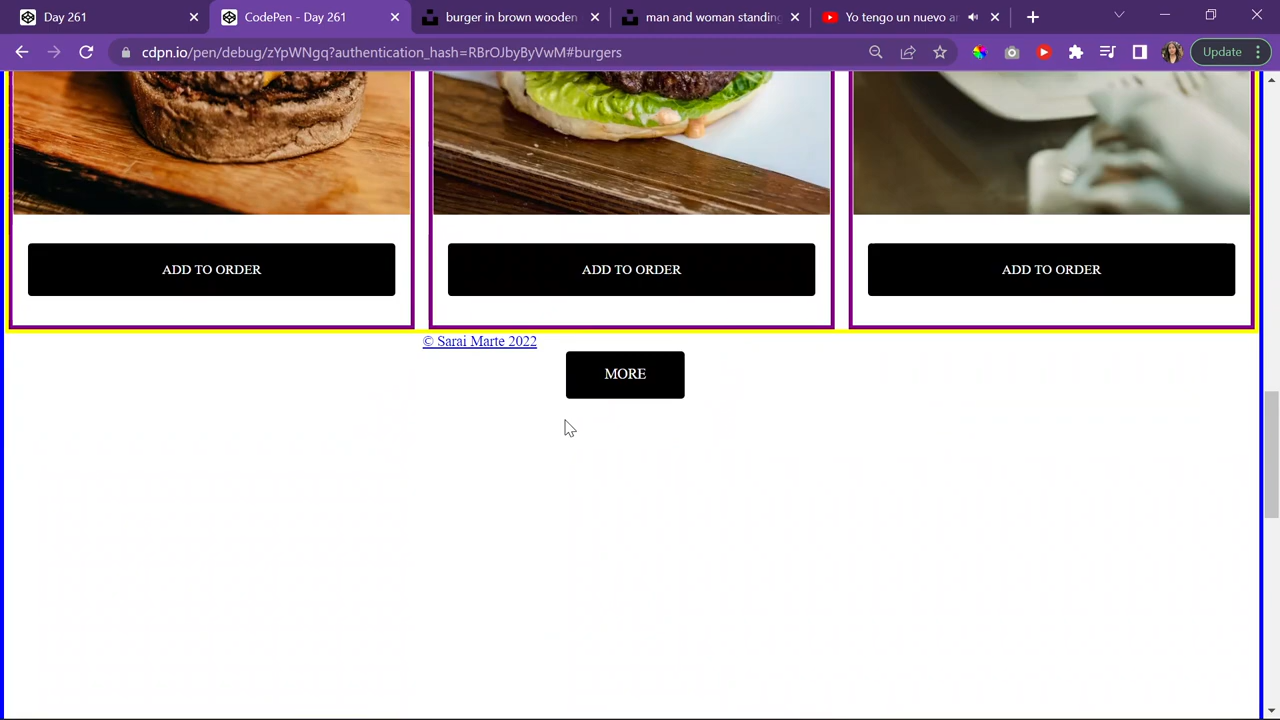 Day 261
CodePen - Day 261
burger in brown wooden
man and woman standing
Yo tengo un nuevo ar
cdpn.io/pen/debug/zYpWNgq?authentication_hash=RBrOJbyByVwM#burgers
Update
ADD TO ORDER
ADD TO ORDER
ADD TO ORDER
© Sarai Marte 2022
MORE